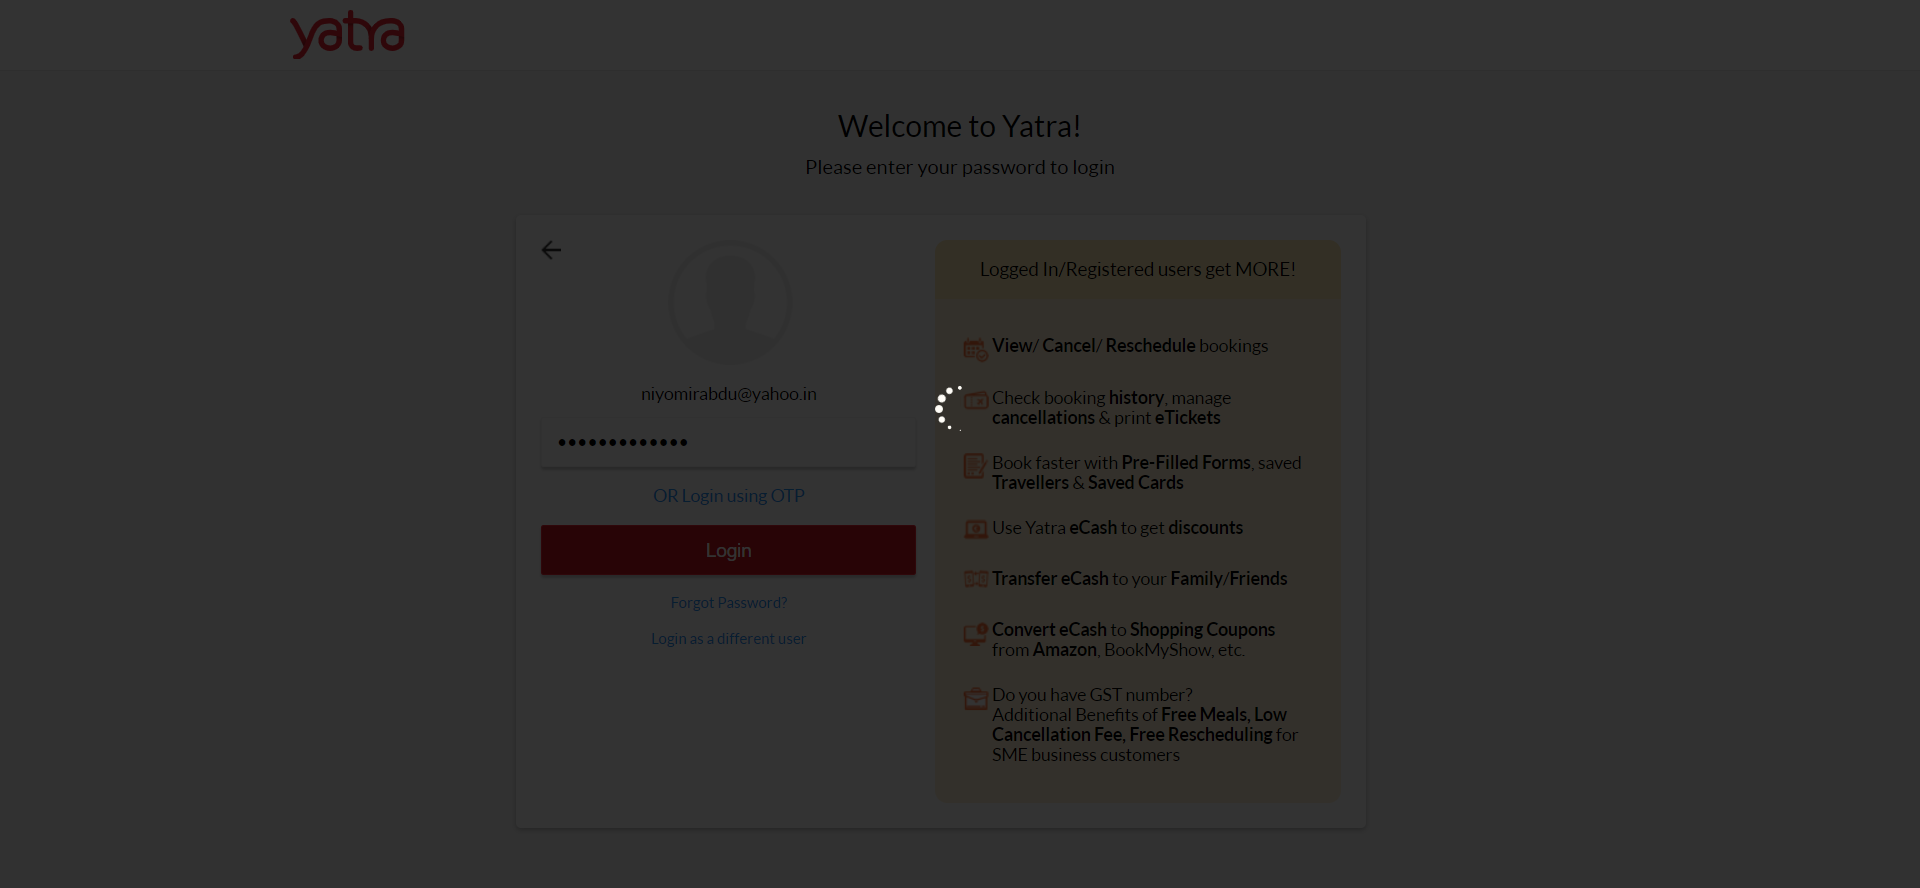 yatra
Welcome to Yatra!
Please enter your password to login
niyomirabdu@yahoo.in
•••••••••••••
OR Login using OTP
Login
Forgot Password?
Login as a different user
Logged In/Registered users get MORE!
View/ Cancel/ Reschedule bookings
Check booking history, manage
cancellations & print eTickets
Book faster with Pre-Filled Forms, saved
Travellers & Saved Cards
Use Yatra eCash to get discounts
Transfer eCash to your Family/Friends
Convert eCash to Shopping Coupons
from Amazon, BookMyShow, etc.
Do you have GST number?
Additional Benefits of Free Meals, Low
Cancellation Fee, Free Rescheduling for
SME business customers